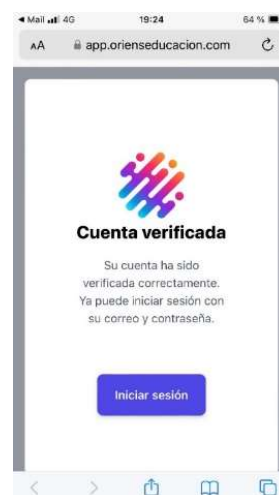 ◀ Mail 4G 19:24 64 %
AA app.orienseducacion.com
Cuenta verificada
Su cuenta ha sido
verificada correctamente.
Ya puede iniciar sesión con
su correo y contraseña.
Iniciar sesión